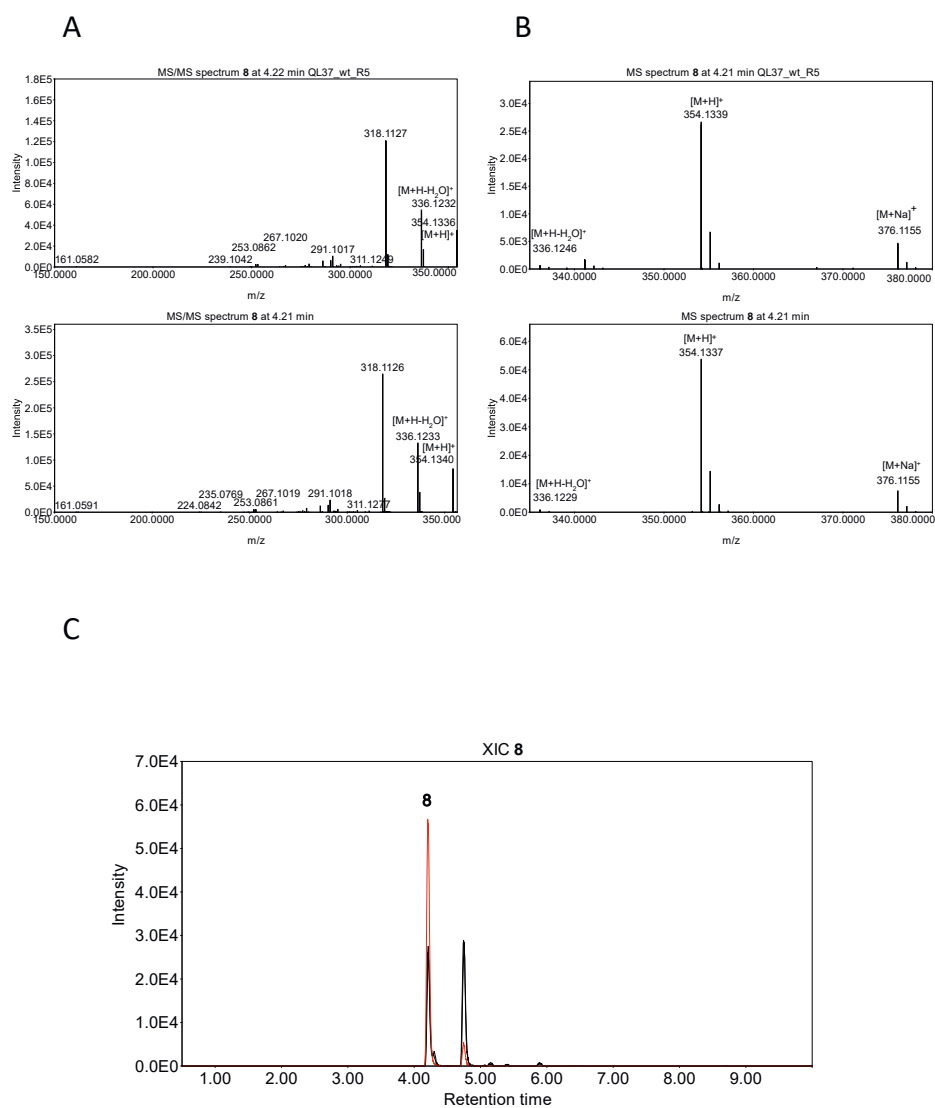 A
B
MS/MS spectrum 8 at 4.22 min QL37_wt_R5
1.8E5
1.6E5
1.4E5
1.2E5
1.0E5
8.0E4
6.0E4
4.0E4
2.0E4
0.0E0
Intensity
318.1127
[M+H-H₂O]⁺
336.1232
354.1336
[M+H]⁺
267.1020
253.0862
291.1017
161.0582
239.1042
311.1249
150.0000 200.0000 250.0000 300.0000 350.0000
m/z
MS spectrum 8 at 4.21 min QL37_wt_R5
3.0E4
2.5E4
2.0E4
1.5E4
1.0E4
5.0E3
0.0E0
Intensity
[M+H]⁺
354.1339
[M+Na]⁺
376.1155
[M+H-H₂O]⁺
336.1246
340.0000 350.0000 360.0000 370.0000 380.0000
m/z
MS/MS spectrum 8 at 4.21 min
3.5E5
3.0E5
2.5E5
2.0E5
1.5E5
1.0E5
5.0E4
0.0E0
Intensity
318.1126
[M+H-H₂O]⁺
336.1233
[M+H]⁺
354.1340
235.0769
267.1019
291.1018
161.0591
224.0842
253.0861
311.1277
150.0000 200.0000 250.0000 300.0000 350.0000
m/z
MS spectrum 8 at 4.21 min
6.0E4
5.0E4
4.0E4
3.0E4
2.0E4
1.0E4
0.0E0
Intensity
[M+H]⁺
354.1337
[M+Na]⁺
376.1155
[M+H-H₂O]⁺
336.1229
340.0000 350.0000 360.0000 370.0000 380.0000
m/z
C
XIC 8
7.0E4
6.0E4
5.0E4
4.0E4
3.0E4
2.0E4
1.0E4
0.0E0
Intensity
8
1.00 2.00 3.00 4.00 5.00 6.00 7.00 8.00 9.00
Retention time